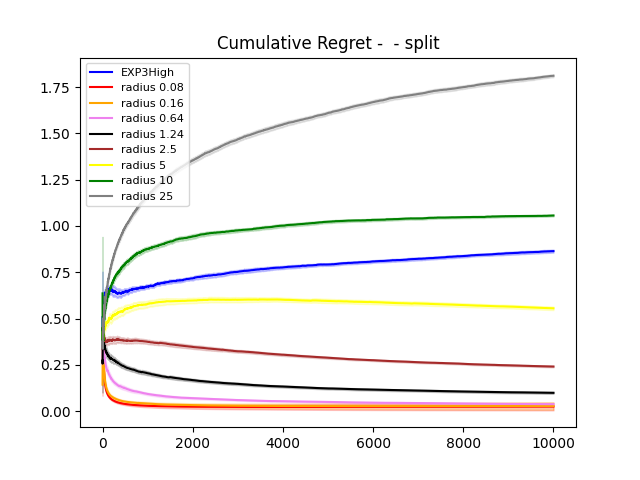 Cumulative Regret -  - split
EXP3High
radius 0.08
radius 0.16
radius 0.64
radius 1.24
radius 2.5
radius 5
radius 10
radius 25
1.75
1.50
1.25
1.00
0.75
0.50
0.25
0.00
0 2000 4000 6000 8000 10000